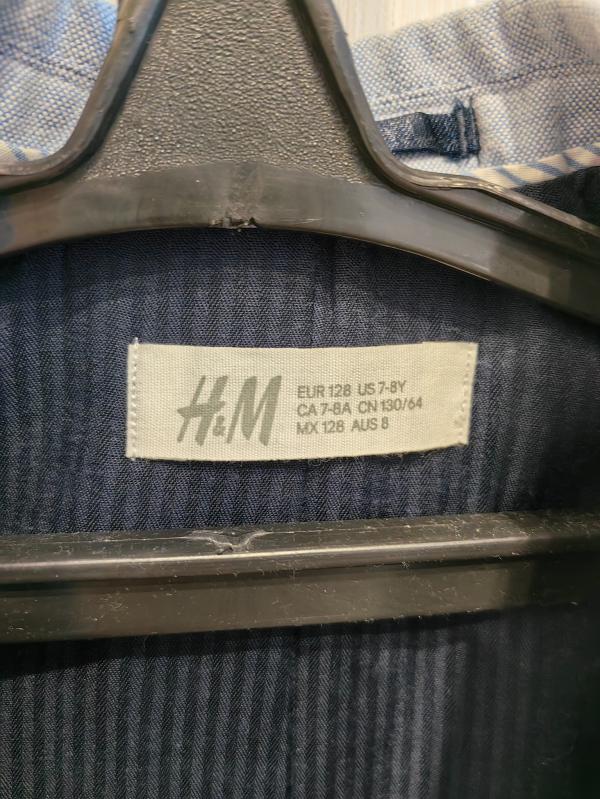 H&M
EUR 128 US 7-8Y
CA 7-8A CN 130/64
MX 128 AUS 8